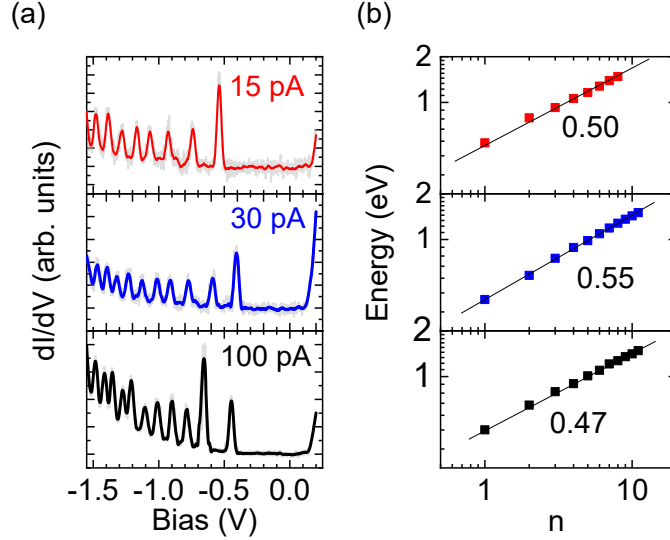 (a)
15 pA
30 pA
100 pA
dI/dV (arb. units)
-1.5 -1.0 -0.5 0.0
Bias (V)
(b)
2
1
0.50
2
1
0.55
2
1
0.47
2
Energy (eV)
1 10
n